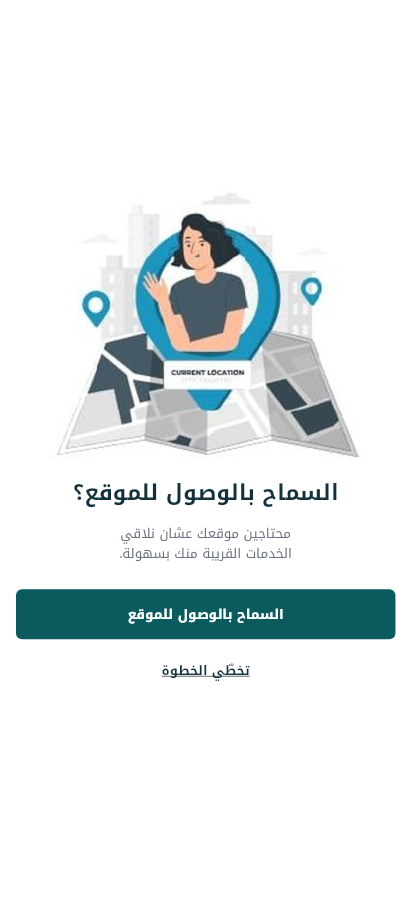 CURRENT LOCATION
السماح بالوصول للموقع؟
محتاجين موقعك عشان نلاقي
الخدمات القريبة منك بسهولة.
السماح بالوصول للموقع
تخطّي الخطوة